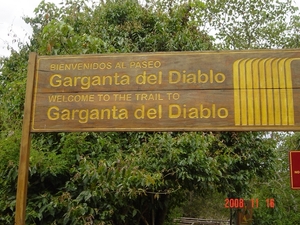 BIENVENIDOS AL PASEO
Garganta del Diablo
WELCOME TO THE TRAIL TO
Garganta del Diablo
2008 11 16